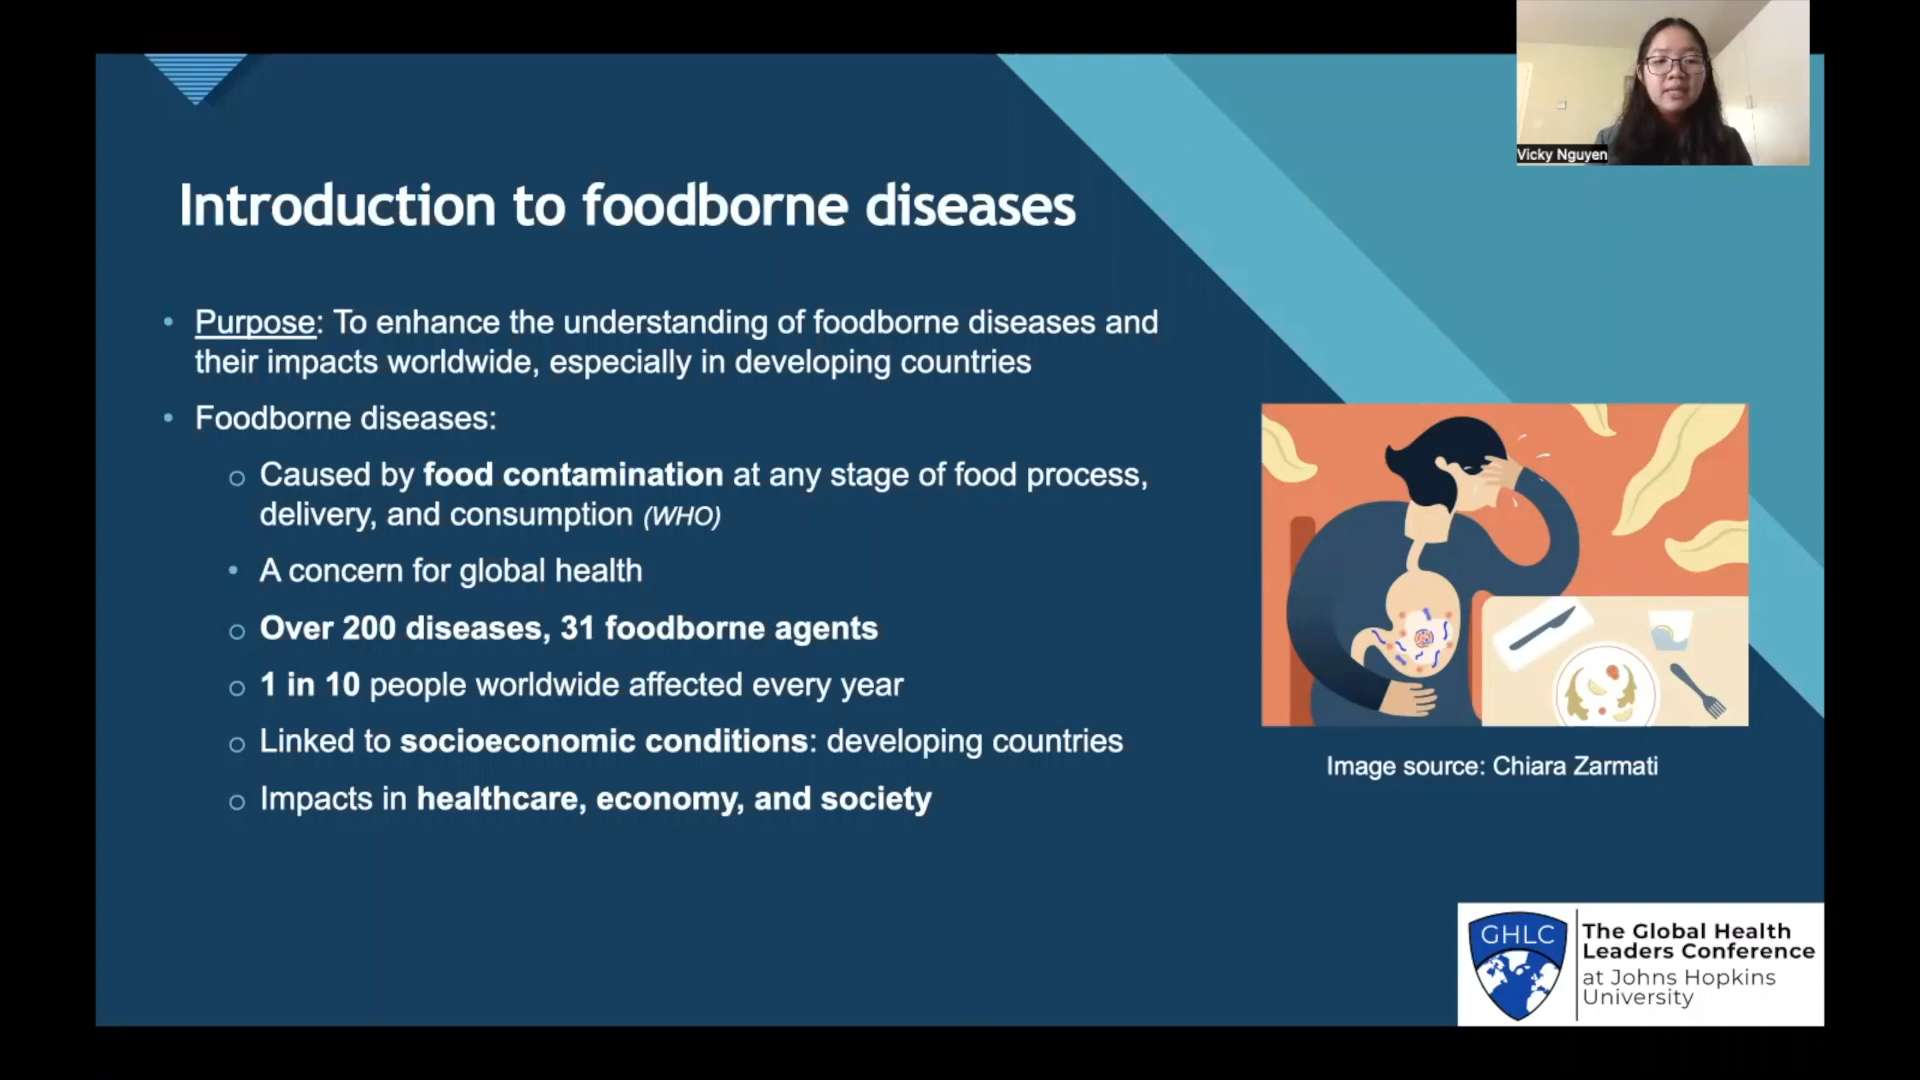 Vicky Nguyen
Introduction to foodborne diseases
• Purpose: To enhance the understanding of foodborne diseases and
their impacts worldwide, especially in developing countries
• Foodborne diseases:
o Caused by food contamination at any stage of food process,
delivery, and consumption (WHO)
• A concern for global health
o Over 200 diseases, 31 foodborne agents
o 1 in 10 people worldwide affected every year
o Linked to socioeconomic conditions: developing countries
o Impacts in healthcare, economy, and society
Image source: Chiara Zarmati
GHLC
The Global Health
Leaders Conference
at Johns Hopkins
University